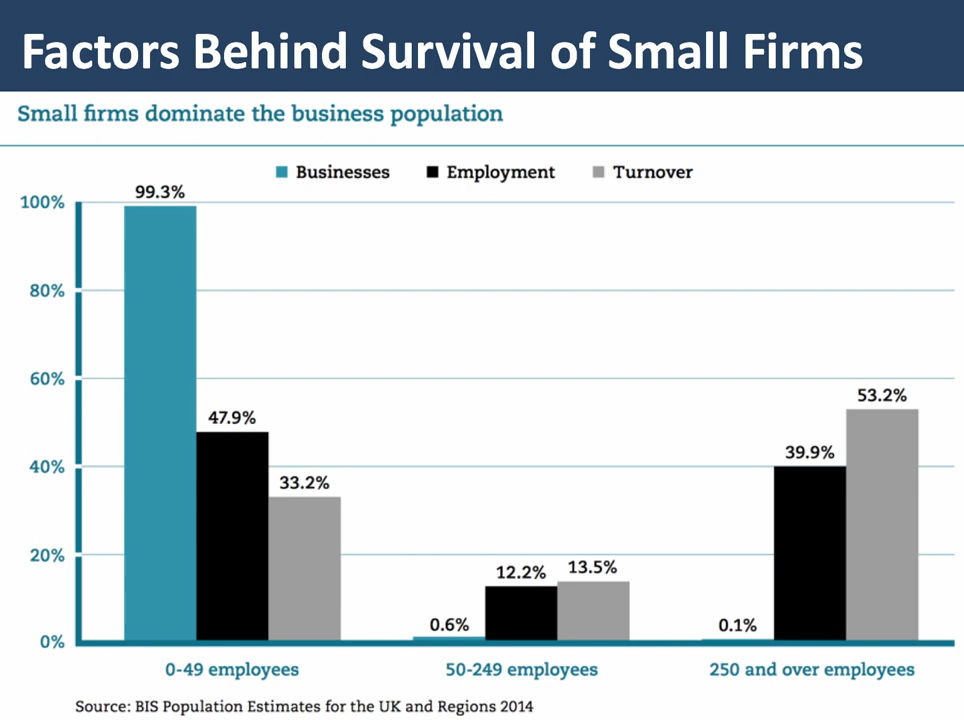 Factors Behind Survival of Small Firms
Small firms dominate the business population
Businesses Employment Turnover
99.3%
100%
80%
60%
53.2%
47.9%
39.9%
40%
33.2%
20%
12.2% 13.5%
0.6% 0.1%
0%
0-49 employees 50-249 employees 250 and over employees
Source: BIS Population Estimates for the UK and Regions 2014